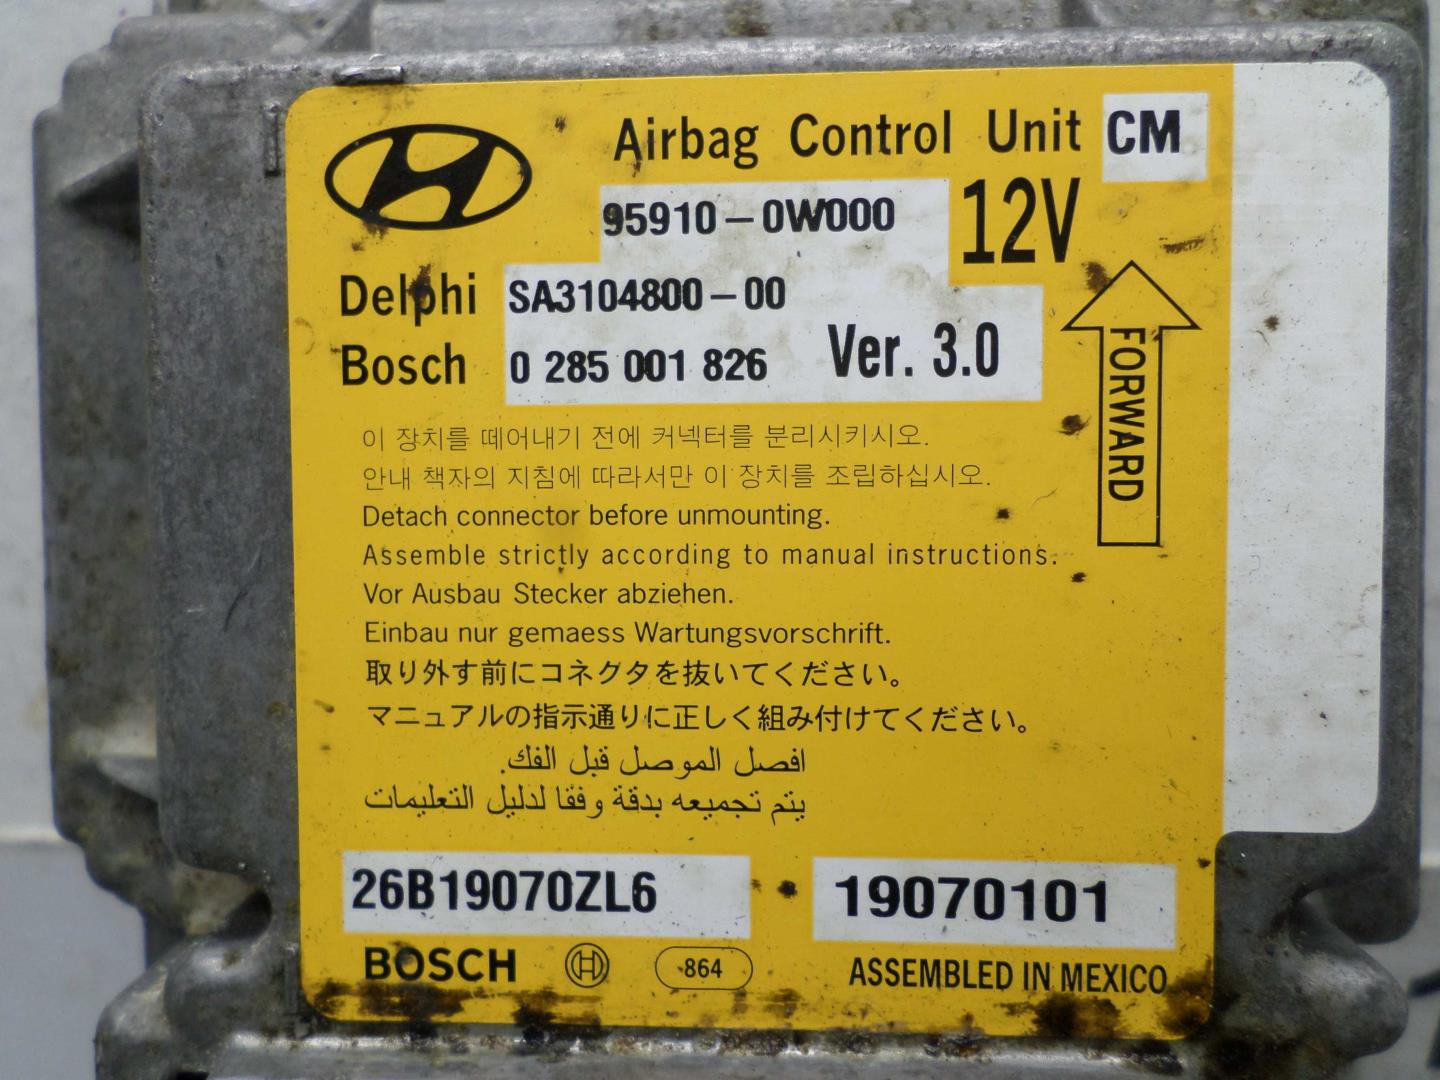 Airbag Control Unit CM
95910-0W000 12V
Delphi SA3104800-00
Bosch 0 285 001 826 Ver. 3.0
FORWARD
이 장치를 떼어내기 전에 커넥터를 분리시키시오.
안내 책자의 지침에 따라서만 이 장치를 조립하십시오.
Detach connector before unmounting.
Assemble strictly according to manual instructions.
Vor Ausbau Stecker abziehen.
Einbau nur gemaess Wartungsvorschrift.
取り外す前にコネクタを抜いてください。
マニュアルの指示通りに正しく組み付けてください。
افصل الموصل قبل الفك.
يتم تجميعه بدقة وفقا لدليل التعليمات
26B19070ZL6 19070101
BOSCH 864 ASSEMBLED IN MEXICO